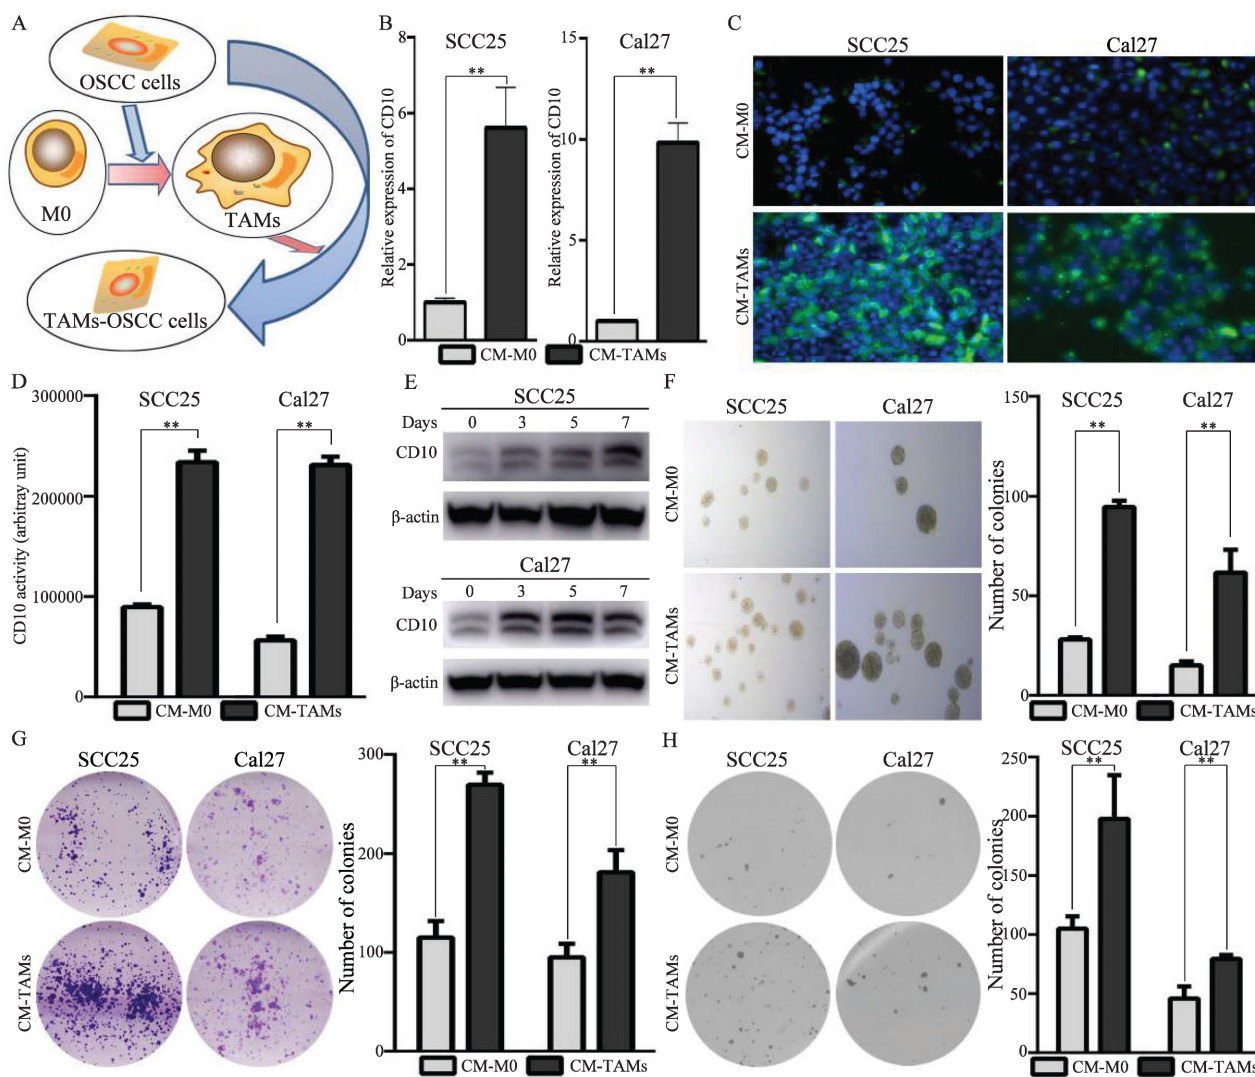 A
OSCC cells
M0
TAMs
TAMs-OSCC cells
B
SCC25
Cal27
Relative expression of CD10
8
6
4
2
0
**
Relative expression of CD10
15
10
5
0
**
CM-M0
CM-TAMs
C
SCC25
Cal27
CM-M0
CM-TAMs
D
SCC25
Cal27
CD10 activity (arbitray unit)
300000
200000
100000
0
**
**
CM-M0
CM-TAMs
E
SCC25
Days 0 3 5 7
CD10
β-actin
Cal27
Days 0 3 5 7
CD10
β-actin
F
SCC25
Cal27
CM-M0
CM-TAMs
SCC25
Cal27
Number of colonies
150
100
50
0
**
**
CM-M0
CM-TAMs
G
SCC25
Cal27
CM-M0
CM-TAMs
SCC25
Cal27
Number of colonies
300
200
100
0
**
**
CM-M0
CM-TAMs
H
SCC25
Cal27
CM-M0
CM-TAMs
SCC25
Cal27
Number of colonies
250
200
150
100
50
0
**
**
CM-M0
CM-TAMs